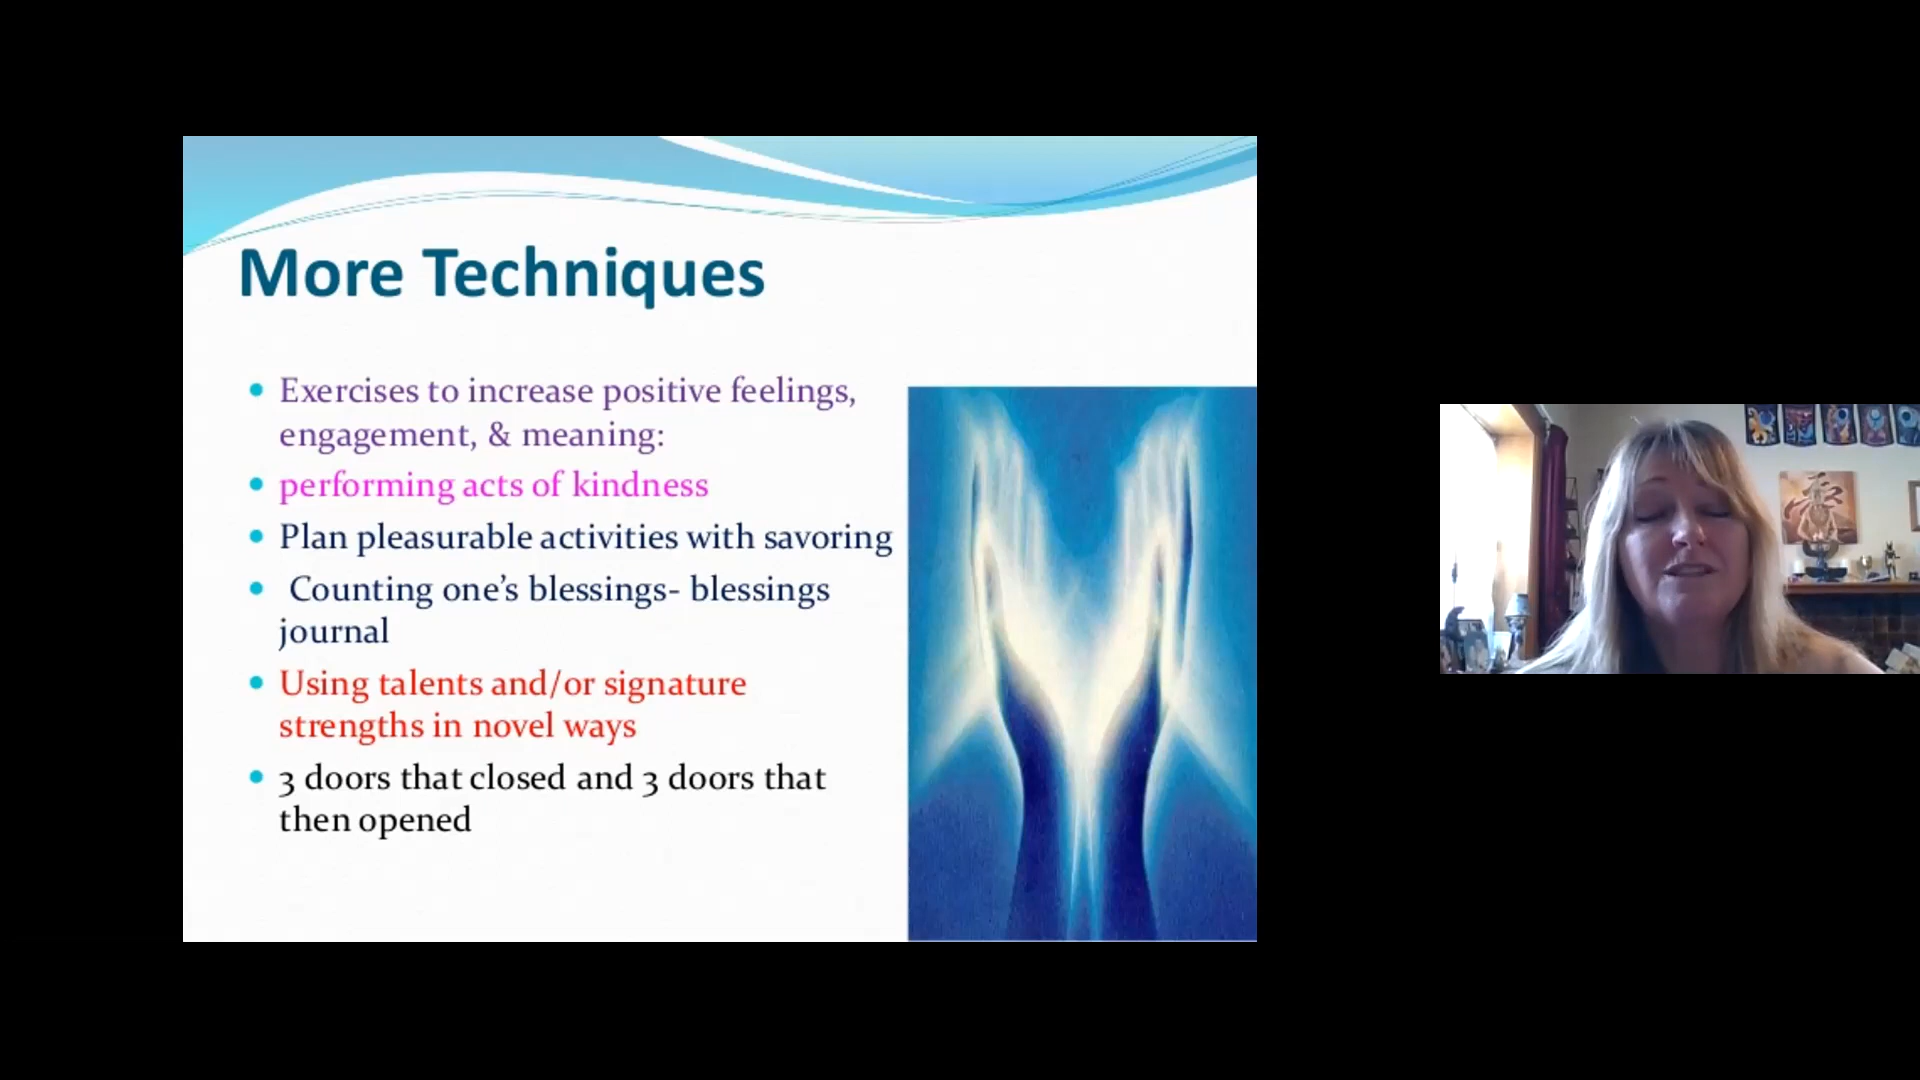 More Techniques
Exercises to increase positive feelings,
engagement, & meaning:
performing acts of kindness
Plan pleasurable activities with savoring
Counting one’s blessings- blessings
journal
Using talents and/or signature
strengths in novel ways
3 doors that closed and 3 doors that
then opened